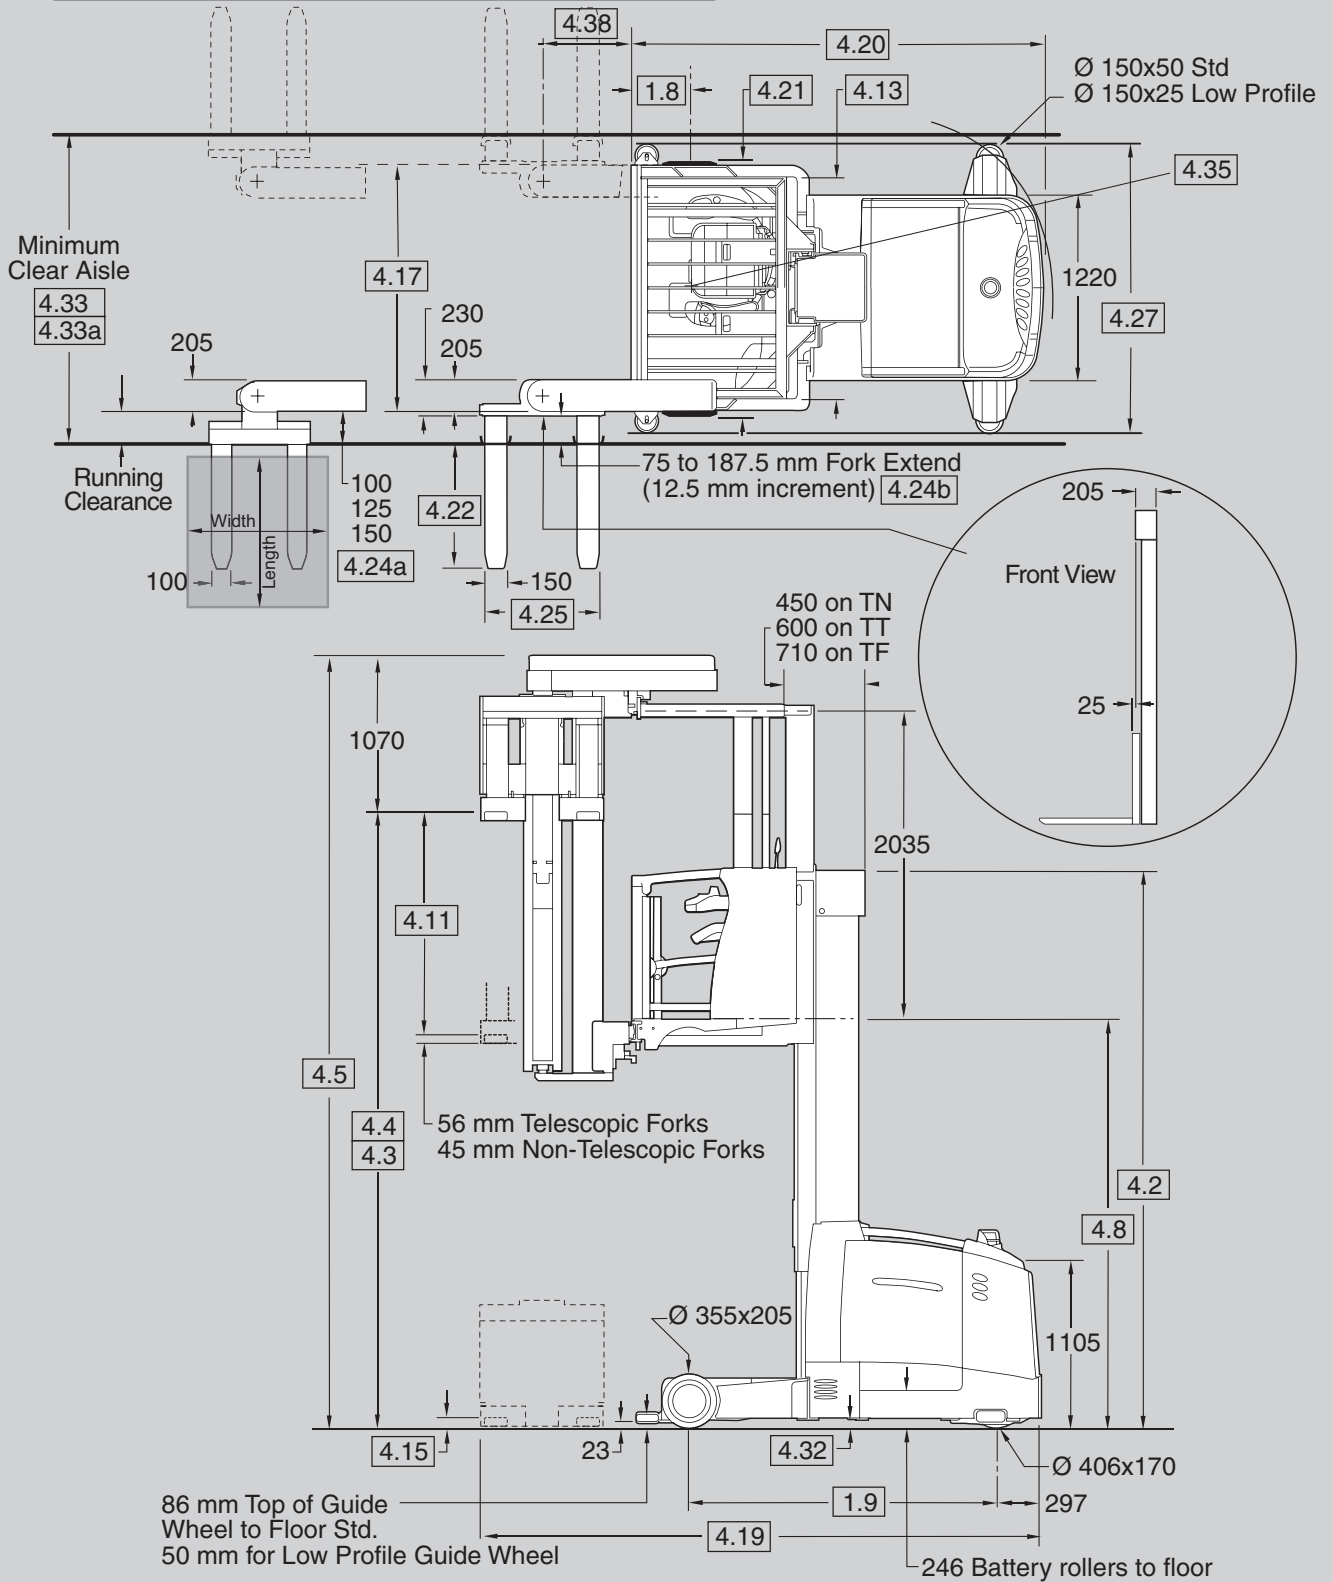 4.38
4.20
Ø 150x50 Std
Ø 150x25 Low Profile
1.8
4.21
4.13
4.35
Minimum
Clear Aisle
4.33
4.33a
4.17
1220
4.27
230
205
205
Running
Clearance
75 to 187.5 mm Fork Extend
(12.5 mm increment) 4.24b
100
125
150
4.24a
4.22
Width
Length
100
150
4.25
205
Front View
25
450 on TN
600 on TT
710 on TF
1070
2035
4.11
4.5
4.4
4.3
56 mm Telescopic Forks
45 mm Non-Telescopic Forks
4.2
4.8
Ø 355x205
1105
4.15
23
4.32
Ø 406x170
86 mm Top of Guide
Wheel to Floor Std.
50 mm for Low Profile Guide Wheel
1.9
297
4.19
246 Battery rollers to floor